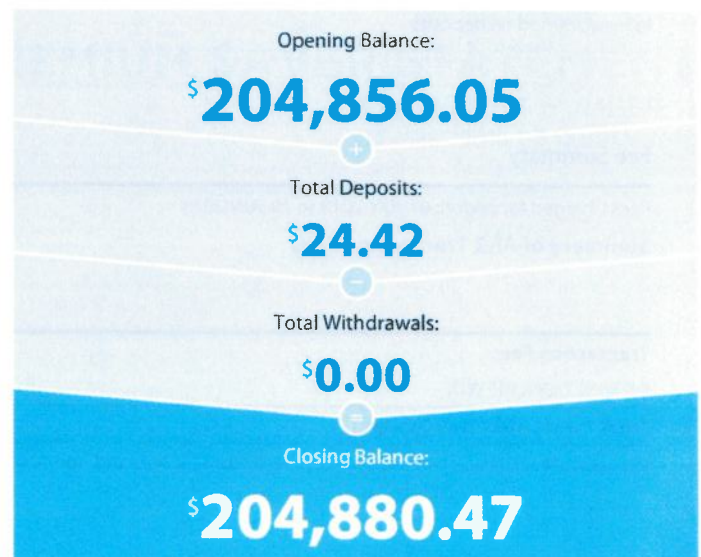 Opening Balance:
$204,856.05
+
Total Deposits:
$24.42
-
Total Withdrawals:
$0.00
=
Closing Balance:
$204,880.47